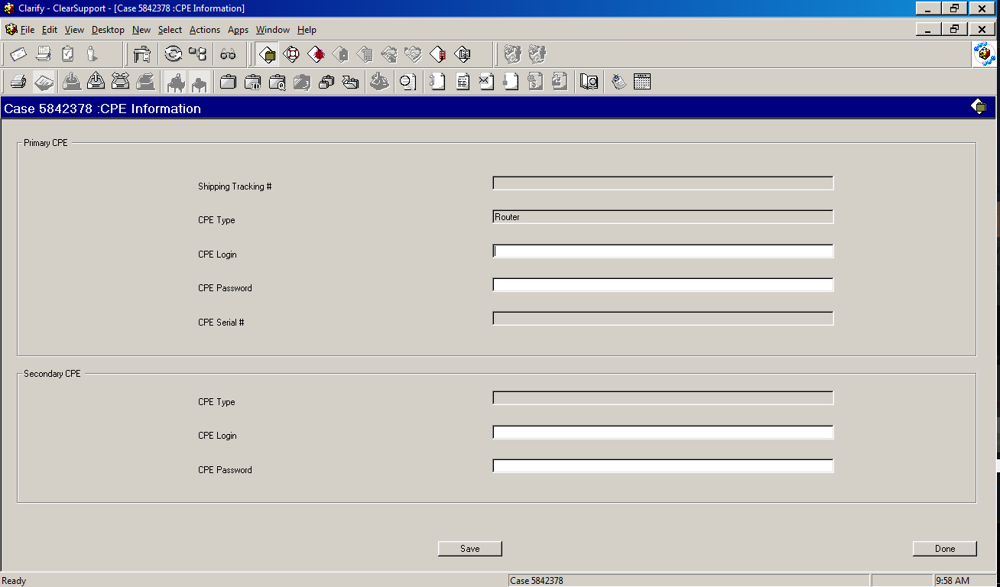 Clarify - ClearSupport - [Case 5842378 :CPE Information]
File Edit View Desktop New Select Actions Apps Window Help
Case 5842378 :CPE Information
Primary CPE
Shipping Tracking #
CPE Type Router
CPE Login
CPE Password
CPE Serial #
Secondary CPE
CPE Type
CPE Login
CPE Password
Save Done
Ready Case 5842378 9:58 AM